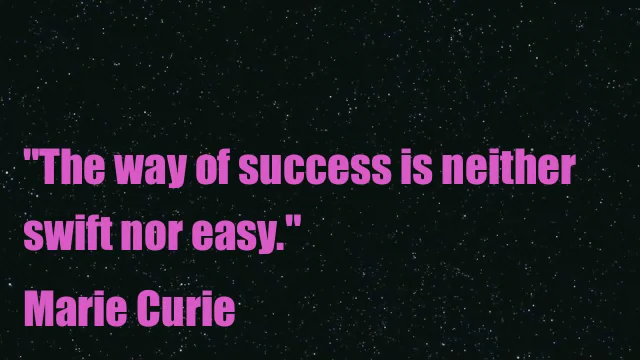 "The way of success is neither
swift nor easy."
Marie Curie